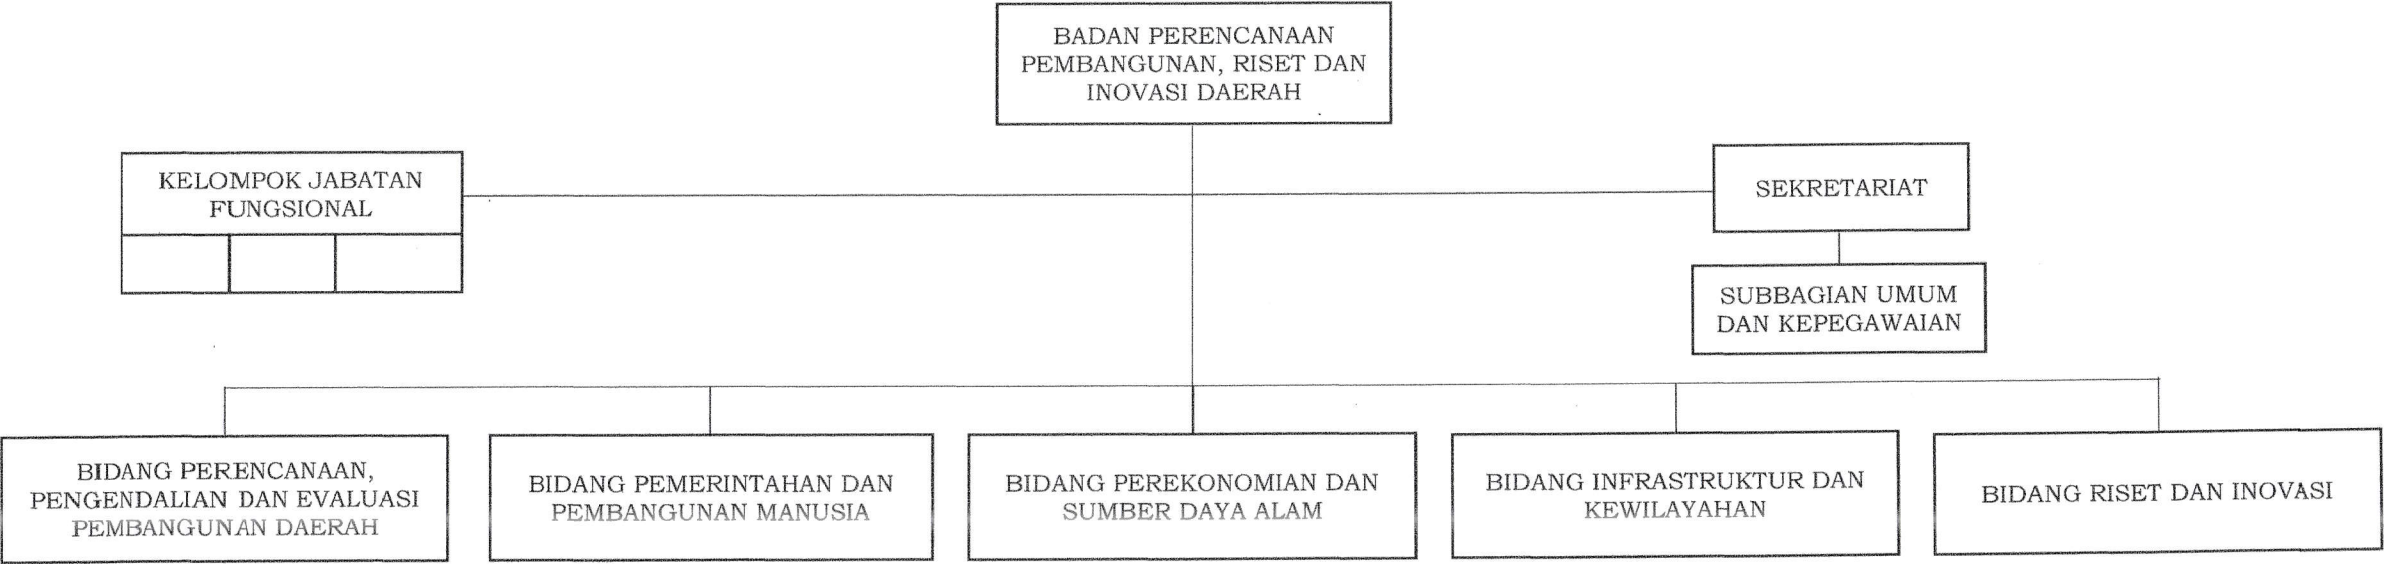 BADAN PERENCANAAN
PEMBANGUNAN, RISET DAN
INOVASI DAERAH
KELOMPOK JABATAN
FUNGSIONAL
SEKRETARIAT
SUBBAGIAN UMUM
DAN KEPEGAWAIAN
BIDANG PERENCANAAN,
PENGENDALIAN DAN EVALUASI
PEMBANGUNAN DAERAH
BIDANG PEMERINTAHAN DAN
PEMBANGUNAN MANUSIA
BIDANG PEREKONOMIAN DAN
SUMBER DAYA ALAM
BIDANG INFRASTRUKTUR DAN
KEWILAYAHAN
BIDANG RISET DAN INOVASI